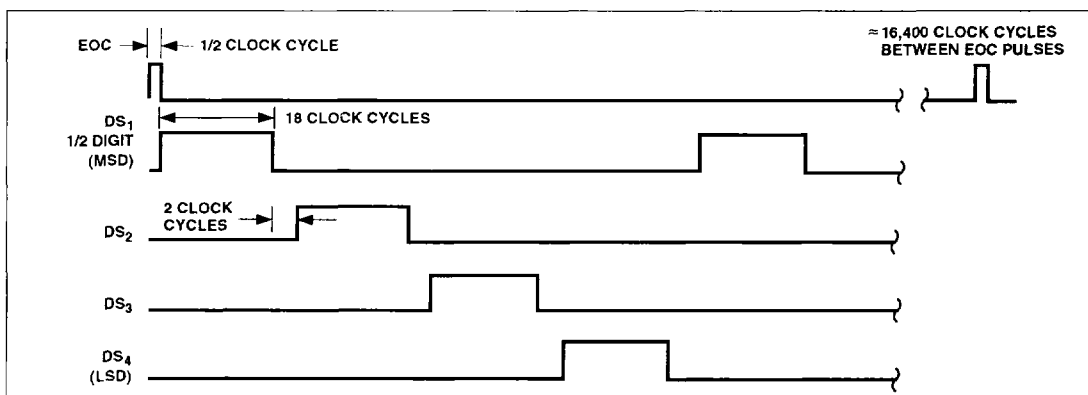 EOC 1/2 CLOCK CYCLE
≈ 16,400 CLOCK CYCLES
BETWEEN EOC PULSES
DS1
1/2 DIGIT
(MSD)
18 CLOCK CYCLES
2 CLOCK
CYCLES
DS2
DS3
DS4
(LSD)